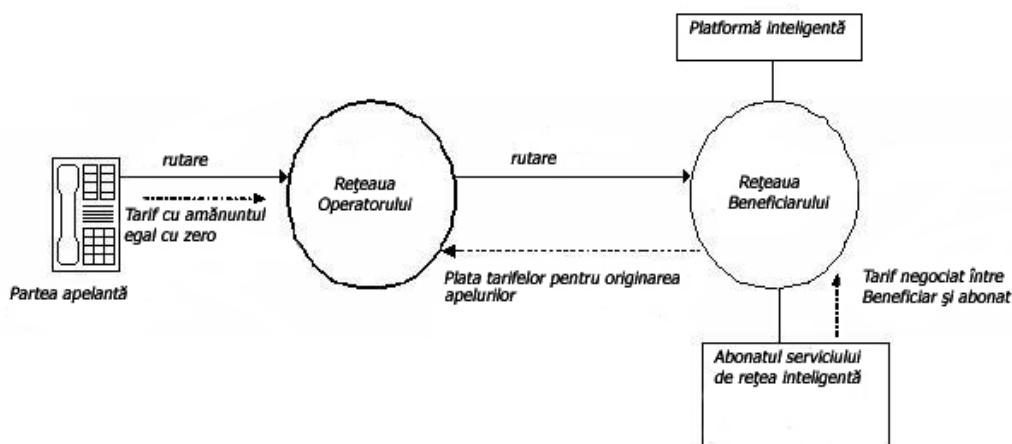 Platformă inteligentă
rutare
rutare
Reţeaua
Operatorului
Reţeaua
Beneficiarului
Tarif cu amănuntul
egal cu zero
Partea apelantă
Plata tarifelor pentru originarea
apelurilor
Tarif negociat între
Beneficiar şi abonat
Abonatul serviciului
de reţea inteligentă